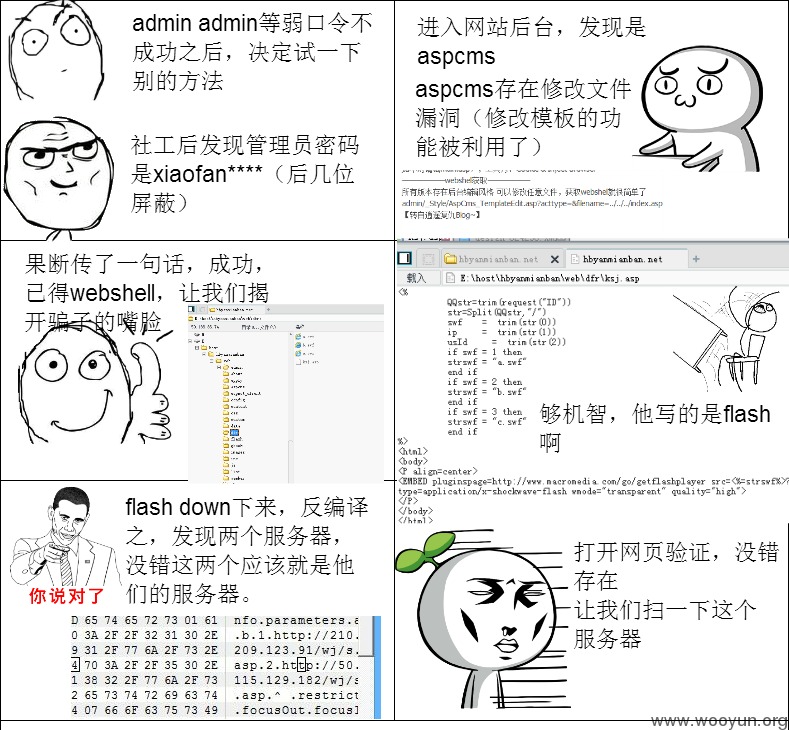 admin admin等弱口令不
成功之后，决定试一下
别的方法
社工后发现管理员密码
是xiaofan****（后几位
屏蔽）
进入网站后台，发现是
aspcms
aspcms存在修改文件
漏洞（修改模板的功
能被利用了）
所有版本存在后台编辑风格 可以修改任意文件，获取webshell就很简单了
admin/_Style/AspCms_TemplateEdit.asp?acttype=&filename=../../../index.asp
【转自逍遥复仇Blog~】
果断传了一句话，成功，
已得webshell，让我们揭
开骗子的嘴脸
hbyanmianban.net
hbyanmianban.net
载入
E:\host\hbyanmianban\web\dfr\ksj.asp
<%
QQstr=trim(request("ID"))
str=Split(QQstr,"/")
swf = trim(str(0))
ip = trim(str(1))
usId = trim(str(2))
if swf = 1 then
strswf = "a.swf"
end if
if swf = 2 then
strswf = "b.swf"
end if
if swf = 3 then
strswf = "c.swf"
end if
%>
<html>
<body>
<P align=center>
<EMBED pluginspage=http://www.macromedia.com/go/getflashplayer src=<%=strswf%>?
type=application/x-shockwave-flash wmode="transparent" quality="high">
</P>
</body>
</html>
够机智，他写的是flash
啊
flash down下来，反编译
之，发现两个服务器，
没错这两个应该就是他
们的服务器。
你说对了
D 65 74 65 72 73 01 61 nfo.parameters.a
0 3A 2F 2F 32 31 30 2E .b.1.http://210.
9 31 2F 77 6A 2F 73 2E 209.123.91/wj/s.
4 70 3A 2F 2F 35 30 2E asp.2.http://50.
1 38 32 2F 77 6A 2F 73 115.129.182/wj/s
2 65 73 74 72 69 63 74 .asp.^ .restrict
4 07 66 6F 63 75 73 49 .focusOut.focusI
打开网页验证，没错
存在
让我们扫一下这个
服务器
www.wooyun.org